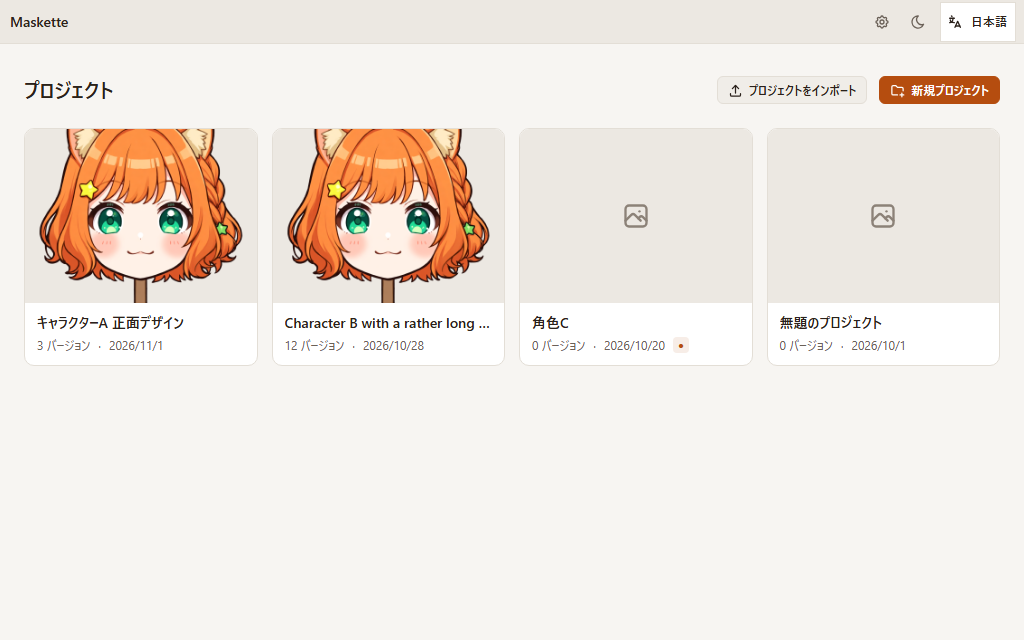 Maskette
日本語
プロジェクト
プロジェクトをインポート
新規プロジェクト
キャラクターA 正面デザイン
3 バージョン · 2026/11/1
Character B with a rather long ...
12 バージョン · 2026/10/28
角色C
0 バージョン · 2026/10/20
無題のプロジェクト
0 バージョン · 2026/10/1